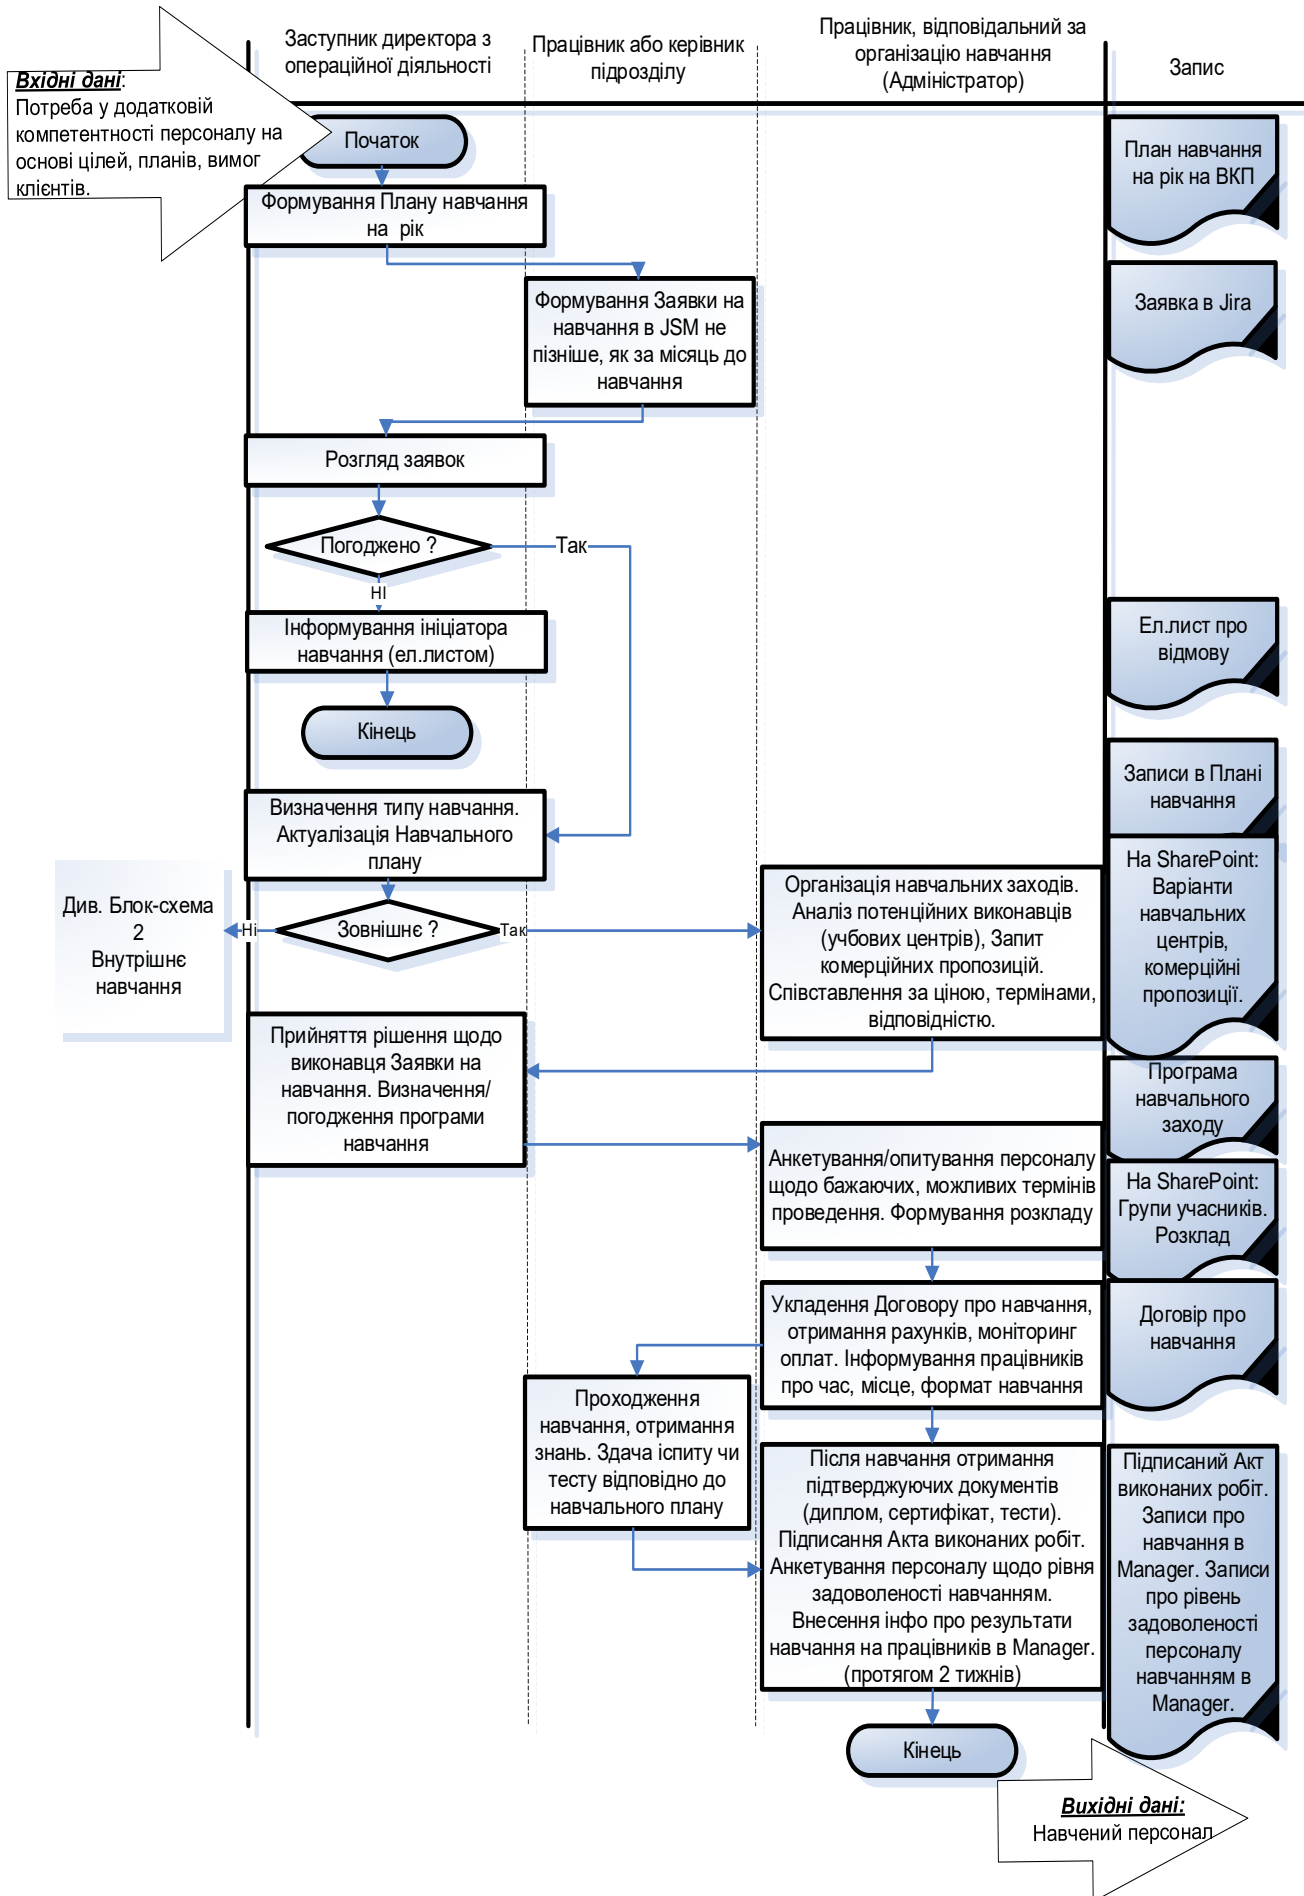 Заступник директора з
операційної діяльності
Працівник або керівник
підрозділу
Працівник, відповідальний за
організацію навчання
(Адміністратор)
Запис
Вхідні дані:
Потреба у додатковій
компетентності персоналу на
основі цілей, планів, вимог
клієнтів.
Початок
План навчання
на рік на ВКП
Формування Плану навчання
на рік
Формування Заявки на
навчання в JSM не
пізніше, як за місяць до
навчання
Заявка в Jira
Розгляд заявок
Погоджено ?
Так
НІ
Інформування ініціатора
навчання (ел.листом)
Ел.лист про
відмову
Кінець
Записи в Плані
навчання
Визначення типу навчання.
Актуалізація Навчального
плану
Зовнішнє ?
Ні
Так
Див. Блок-схема
2
Внутрішнє
навчання
Організація навчальних заходів.
Аналіз потенційних виконавців
(учбових центрів), Запит
комерційних пропозицій.
Співставлення за ціною, термінами,
відповідністю.
На SharePoint:
Варіанти
навчальних
центрів,
комерційні
пропозиції.
Прийняття рішення щодо
виконавця Заявки на
навчання. Визначення/
погодження програми
навчання
Програма
навчального
заходу
Анкетування/опитування персоналу
щодо бажаючих, можливих термінів
проведення. Формування розкладу
На SharePoint:
Групи учасників.
Розклад
Укладення Договору про навчання,
отримання рахунків, моніторинг
оплат. Інформування працівників
про час, місце, формат навчання
Договір про
навчання
Проходження
навчання, отримання
знань. Здача іспиту чи
тесту відповідно до
навчального плану
Після навчання отримання
підтверджуючих документів
(диплом, сертифікат, тести).
Підписання Акта виконаних робіт.
Анкетування персоналу щодо рівня
задоволеності навчанням.
Внесення інфо про результати
навчання на працівників в Manager.
(протягом 2 тижнів)
Підписаний Акт
виконаних робіт.
Записи про
навчання в
Manager. Записи
про рівень
задоволеності
персоналу
навчанням в
Manager.
Кінець
Вихідні дані:
Навчений персонал